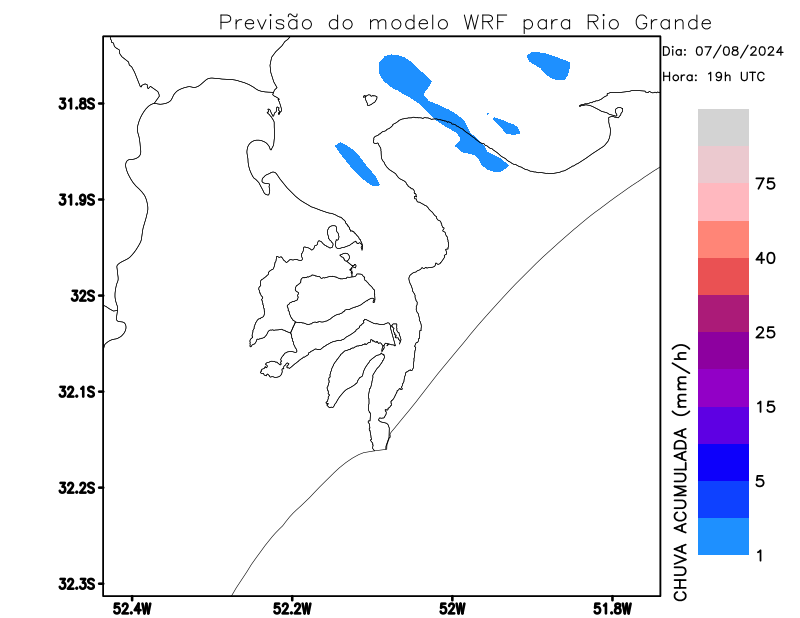 Previsão do modelo WRF para Rio Grande
Dia: 07/08/2024
Hora: 19h UTC
31.8S
31.9S
32S
32.1S
32.2S
32.3S
52.4W
52.2W
52W
51.8W
75
40
25
15
5
1
CHUVA ACUMULADA (mm/h)